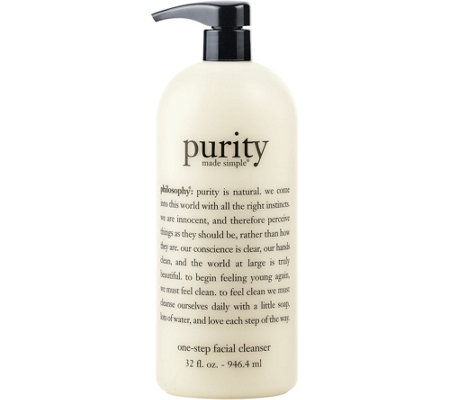 purity
made simple®
philosophy®: purity is natural. we come
into this world with all the right instincts.
we are innocent, and therefore perceive
things as they should be, rather than how
they are. our conscience is clear, our hands
clean, and the world at large is truly
beautiful. to begin feeling young again,
we must feel clean. to feel clean we must
cleanse ourselves daily with a little soap,
lots of water, and love each step of the way.
one-step facial cleanser
32 fl. oz. - 946.4 ml